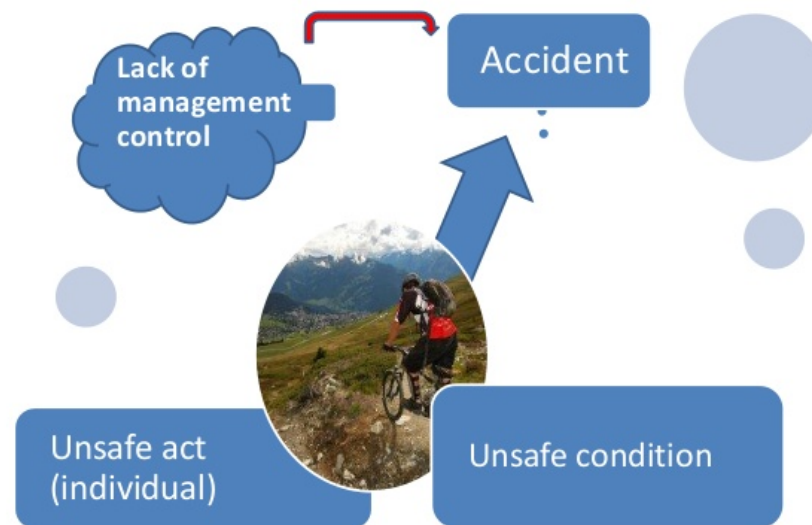 Lack of
management
control
Accident
Unsafe act
(individual)
Unsafe condition